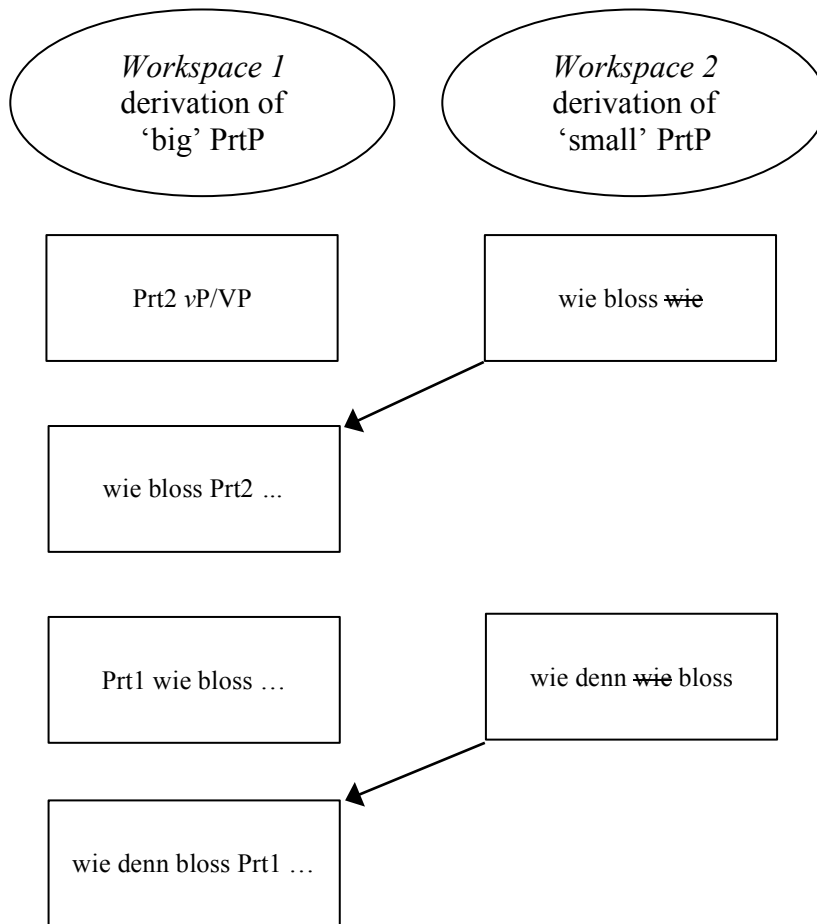 Workspace 1
derivation of
‘big’ PrtP
Workspace 2
derivation of
‘small’ PrtP
Prt2 vP/VP
wie bloss wie
wie bloss Prt2 ...
Prt1 wie bloss …
wie denn wie bloss
wie denn bloss Prt1 …